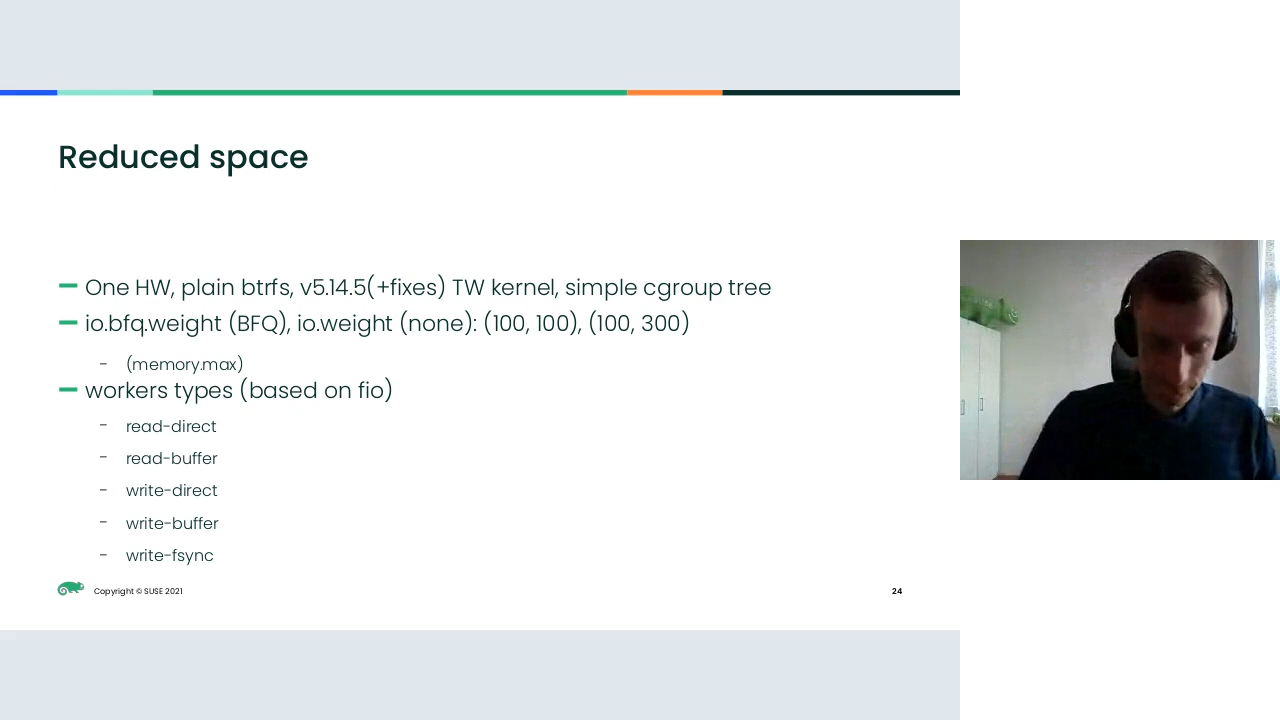 Reduced space
One HW, plain btrfs, v5.14.5(+fixes) TW kernel, simple cgroup tree
io.bfq.weight (BFQ), io.weight (none): (100, 100), (100, 300)
- (memory.max)
workers types (based on fio)
- read-direct
- read-buffer
- write-direct
- write-buffer
- write-fsync
Copyright © SUSE 2021
24